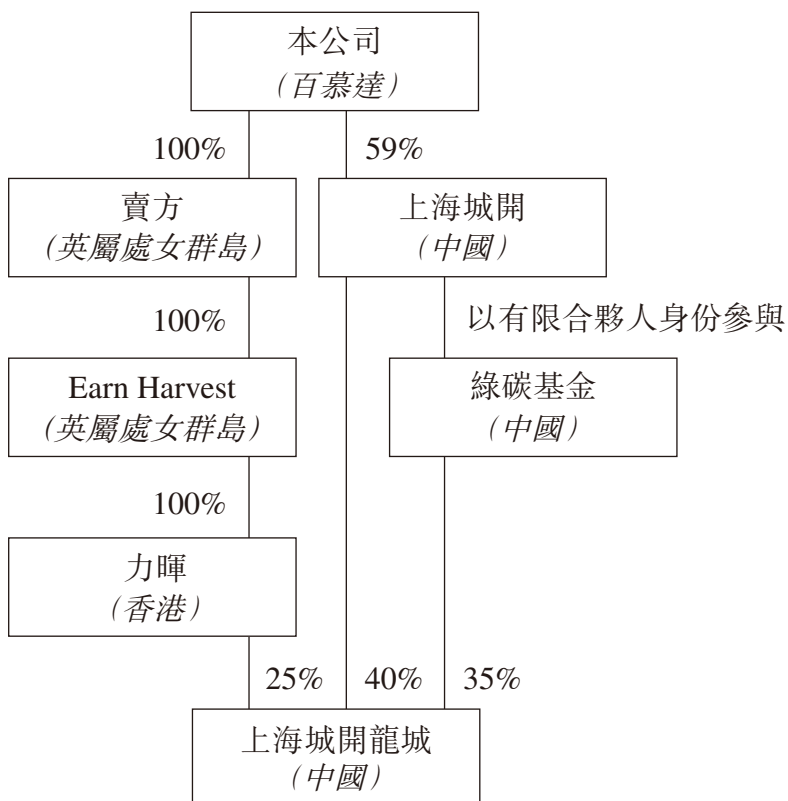 本公司
（百慕達）
100%
59%
賣方
（英屬處女群島）
上海城開
（中國）
100%
以有限合夥人身份參與
Earn Harvest
（英屬處女群島）
綠碳基金
（中國）
100%
力暉
（香港）
25%
40%
35%
上海城開龍城
（中國）